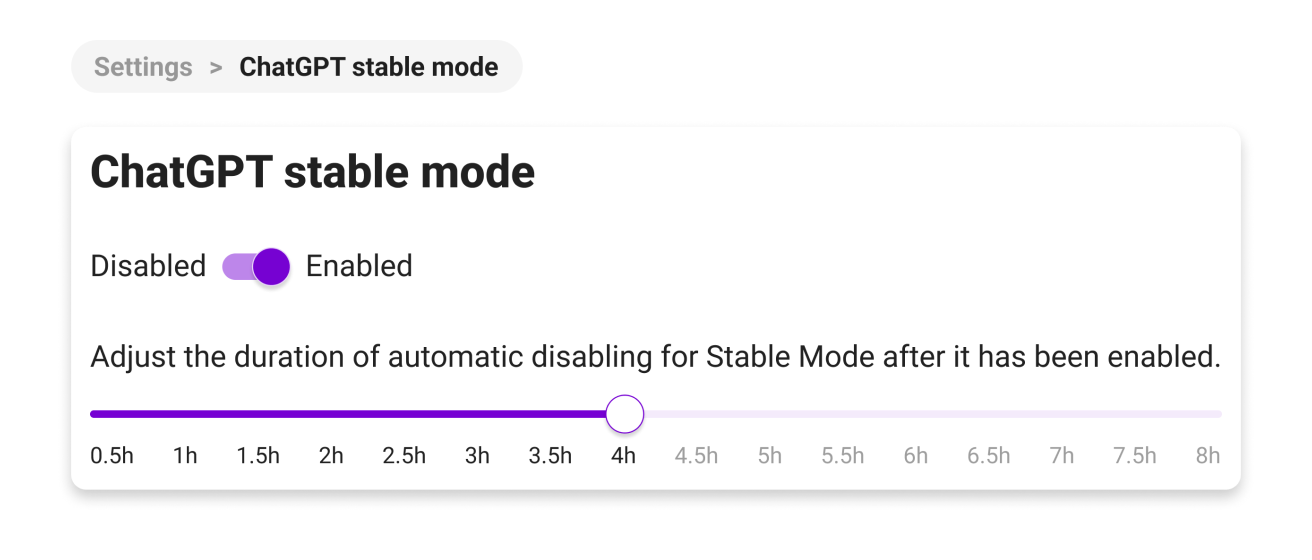 Settings > ChatGPT stable mode
ChatGPT stable mode
Disabled Enabled
Adjust the duration of automatic disabling for Stable Mode after it has been enabled.
0.5h 1h 1.5h 2h 2.5h 3h 3.5h 4h 4.5h 5h 5.5h 6h 6.5h 7h 7.5h 8h